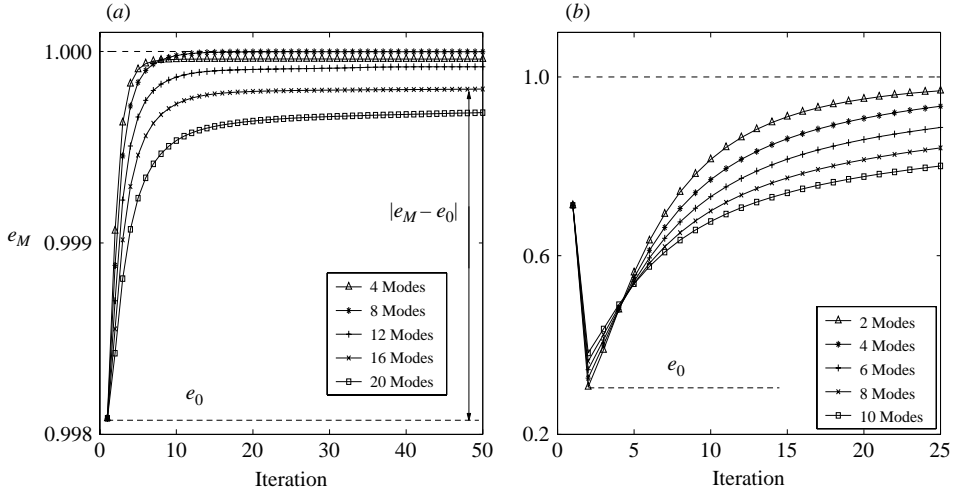 (a)
1.000
e_M
0.999
0.998
|e_M − e_0|
4 Modes
8 Modes
12 Modes
16 Modes
20 Modes
e_0
0 10 20 30 40 50
Iteration
(b)
1.0
0.6
0.2
e_0
2 Modes
4 Modes
6 Modes
8 Modes
10 Modes
0 5 10 15 20 25
Iteration